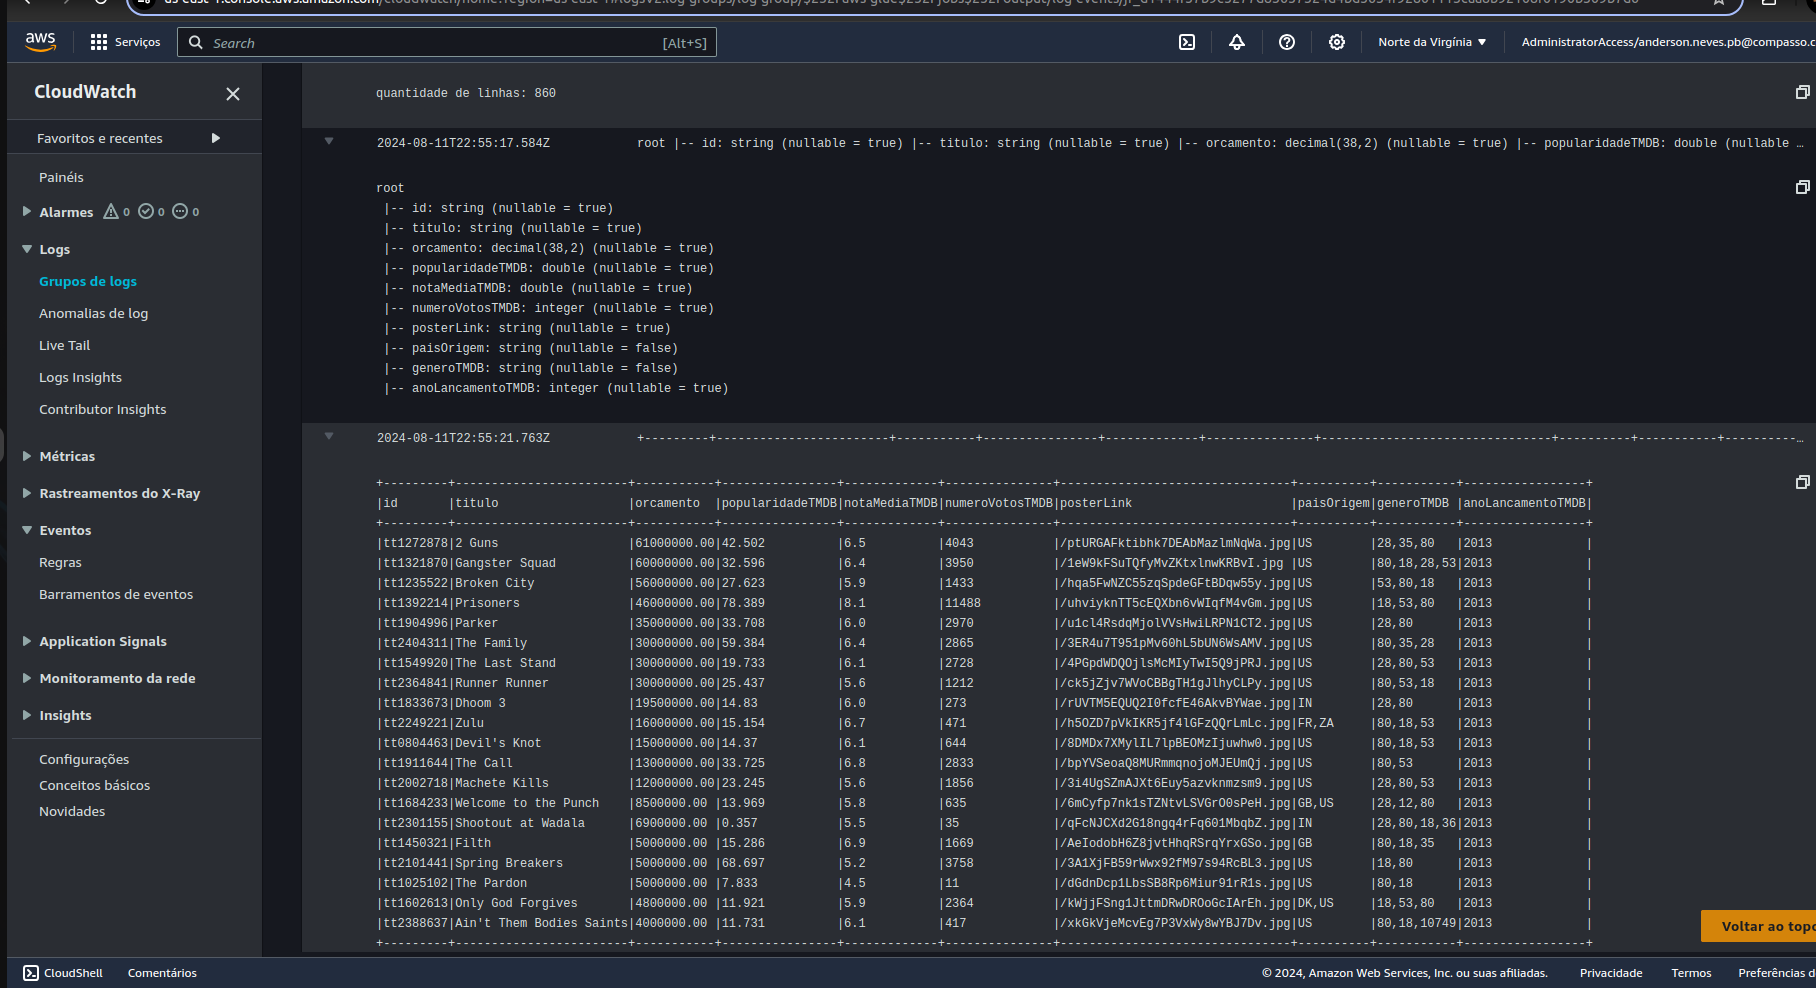 aws
Serviços
Search
[Alt+S]
Norte da Virgínia
AdministratorAccess/anderson.neves.pb@compasso.c
CloudWatch
Favoritos e recentes
Painéis
Alarmes 0 0 0
Logs
Grupos de logs
Anomalias de log
Live Tail
Logs Insights
Contributor Insights
Métricas
Rastreamentos do X-Ray
Eventos
Regras
Barramentos de eventos
Application Signals
Monitoramento da rede
Insights
Configurações
Conceitos básicos
Novidades
quantidade de linhas: 860
2024-08-11T22:55:17.584Z root |-- id: string (nullable = true) |-- titulo: string (nullable = true) |-- orcamento: decimal(38,2) (nullable = true) |-- popularidadeTMDB: double (nullable …
root
|-- id: string (nullable = true)
|-- titulo: string (nullable = true)
|-- orcamento: decimal(38,2) (nullable = true)
|-- popularidadeTMDB: double (nullable = true)
|-- notaMediaTMDB: double (nullable = true)
|-- numeroVotosTMDB: integer (nullable = true)
|-- posterLink: string (nullable = true)
|-- paisOrigem: string (nullable = false)
|-- generoTMDB: string (nullable = false)
|-- anoLancamentoTMDB: integer (nullable = true)
2024-08-11T22:55:21.763Z +---------+------------------------+-----------+----------------+-------------+---------------+--------------------------------+----------+-----------+----------…
+---------+------------------------+-----------+----------------+-------------+---------------+--------------------------------+----------+-----------+-----------------+
|id |titulo |orcamento |popularidadeTMDB|notaMediaTMDB|numeroVotosTMDB|posterLink |paisOrigem|generoTMDB |anoLancamentoTMDB|
+---------+------------------------+-----------+----------------+-------------+---------------+--------------------------------+----------+-----------+-----------------+
|tt1272878|2 Guns |61000000.00|42.502 |6.5 |4043 |/ptURGAFktibhk7DEAbMazlmNqWa.jpg|US |28,35,80 |2013 |
|tt1321870|Gangster Squad |60000000.00|32.596 |6.4 |3950 |/1eW9kFSuTQfyMvZKtxlnwKRBvI.jpg |US |80,18,28,53|2013 |
|tt1235522|Broken City |56000000.00|27.623 |5.9 |1433 |/hqa5FwNZC55zqSpdeGFtBDqw55y.jpg|US |53,80,18 |2013 |
|tt1392214|Prisoners |46000000.00|78.389 |8.1 |11488 |/uhviyknTT5cEQXbn6vWIqfM4vGm.jpg|US |18,53,80 |2013 |
|tt1904996|Parker |35000000.00|33.708 |6.0 |2970 |/u1cl4RsdqMjolVVsHwiLRPN1CT2.jpg|US |28,80 |2013 |
|tt2404311|The Family |30000000.00|59.384 |6.4 |2865 |/3ER4u7T951pMv60hL5bUN6WsAMV.jpg|US |80,35,28 |2013 |
|tt1549920|The Last Stand |30000000.00|19.733 |6.1 |2728 |/4PGpdWDQOjlsMcMIyTwI5Q9jPRJ.jpg|US |28,80,53 |2013 |
|tt2364841|Runner Runner |30000000.00|25.437 |5.6 |1212 |/ck5jZjv7WVoCBBgTH1gJlhyCLPy.jpg|US |80,53,18 |2013 |
|tt1833673|Dhoom 3 |19500000.00|14.83 |6.0 |273 |/rUVTM5EQUQ2I0fcfE46AkvBYWae.jpg|IN |28,80 |2013 |
|tt2249221|Zulu |16000000.00|15.154 |6.7 |471 |/h5OZD7pVkIKR5jf4lGFzQQrLmLc.jpg|FR,ZA |80,18,53 |2013 |
|tt0804463|Devil's Knot |15000000.00|14.37 |6.1 |644 |/8DMDx7XMylIL7lpBEOMzIjuwhw0.jpg|US |80,18,53 |2013 |
|tt1911644|The Call |13000000.00|33.725 |6.8 |2833 |/bpYVSeoaQ8MURmmqnojoMJEUmQj.jpg|US |80,53 |2013 |
|tt2002718|Machete Kills |12000000.00|23.245 |5.6 |1856 |/3i4UgSZmAJXt6Euy5azvknmzsm9.jpg|US |28,80,53 |2013 |
|tt1684233|Welcome to the Punch |8500000.00 |13.969 |5.8 |635 |/6mCyfp7nk1sTZNtvLSVGrO0sPeH.jpg|GB,US |28,12,80 |2013 |
|tt2301155|Shootout at Wadala |6900000.00 |0.357 |5.5 |35 |/qFcNJCXd2G18ngq4rFq601MbqbZ.jpg|IN |28,80,18,36|2013 |
|tt1450321|Filth |5000000.00 |15.286 |6.9 |1669 |/AeIodobH6Z8jvtHhqRSrqYrxGSo.jpg|GB |80,18,35 |2013 |
|tt2101441|Spring Breakers |5000000.00 |68.697 |5.2 |3758 |/3A1XjFB59rWwx92fM97s94RcBL3.jpg|US |18,80 |2013 |
|tt1025102|The Pardon |5000000.00 |7.833 |4.5 |11 |/dGdnDcp1LbsSB8Rp6Miur91rR1s.jpg|US |80,18 |2013 |
|tt1602613|Only God Forgives |4800000.00 |11.921 |5.9 |2364 |/kWjjFSng1JttmDRwDROoGcIArEh.jpg|DK,US |18,53,80 |2013 |
|tt2388637|Ain't Them Bodies Saints|4000000.00 |11.731 |6.1 |417 |/xkGkVjeMcvEg7P3VxWy8wYBJ7Dv.jpg|US |80,18,10749|2013 |
+---------+------------------------+-----------+----------------+-------------+---------------+--------------------------------+----------+-----------+-----------------+
Voltar ao topo
CloudShell
Comentários
© 2024, Amazon Web Services, Inc. ou suas afiliadas.
Privacidade
Termos
Preferências d